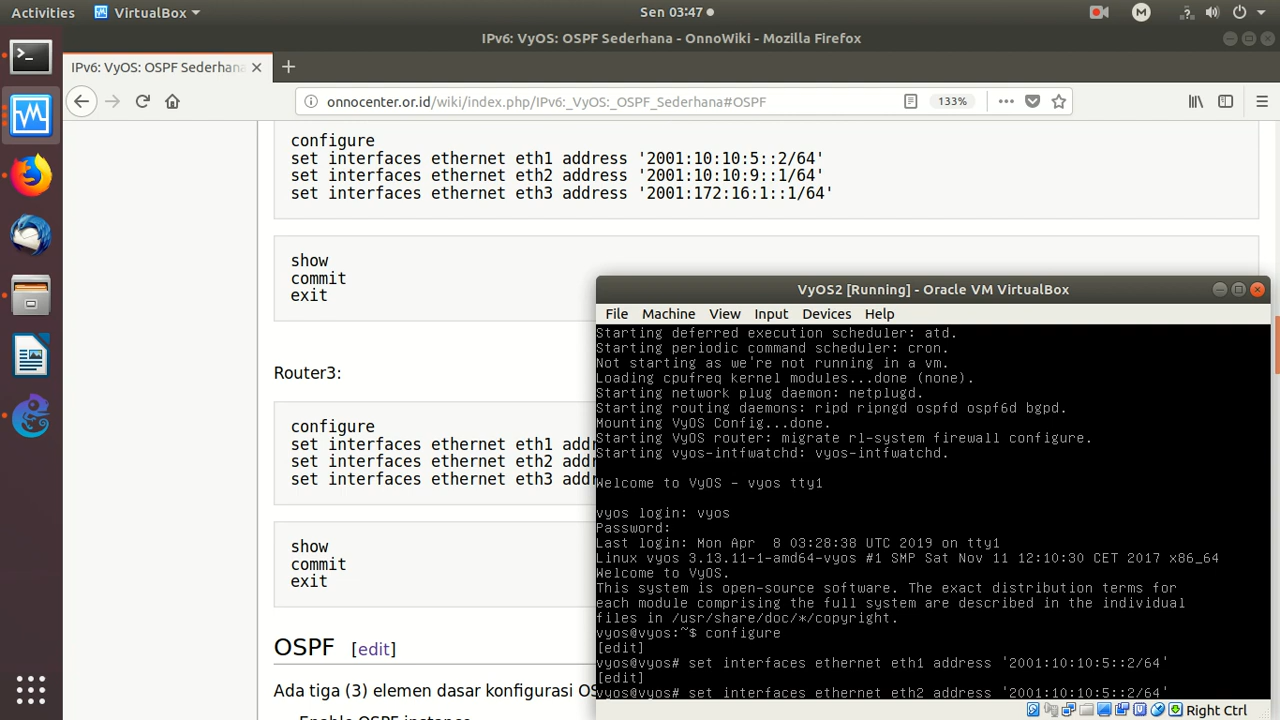 Activities
VirtualBox
Sen 03:47
M
IPv6: VyOS: OSPF Sederhana - OnnoWiki - Mozilla Firefox
IPv6: VyOS: OSPF Sederhana
onnocenter.or.id/wiki/index.php/IPv6:_VyOS:_OSPF_Sederhana#OSPF
133%
configure
set interfaces ethernet eth1 address '2001:10:10:5::2/64'
set interfaces ethernet eth2 address '2001:10:10:9::1/64'
set interfaces ethernet eth3 address '2001:172:16:1::1/64'
show
commit
exit
Router3:
configure
set interfaces ethernet eth1 addr
set interfaces ethernet eth2 addr
set interfaces ethernet eth3 addr
show
commit
exit
OSPF [edit]
Ada tiga (3) elemen dasar konfigurasi OS
Enable OSPF instance
VyOS2 [Running] - Oracle VM VirtualBox
File Machine View Input Devices Help
Starting deferred execution scheduler: atd.
Starting periodic command scheduler: cron.
Not starting as we're not running in a vm.
Loading cpufreq kernel modules...done (none).
Starting network plug daemon: netplugd.
Starting routing daemons: ripd ripngd ospfd ospf6d bgpd.
Mounting VyOS Config...done.
Starting VyOS router: migrate rl-system firewall configure.
Starting vyos-intfwatchd: vyos-intfwatchd.
Welcome to VyOS - vyos tty1
vyos login: vyos
Password:
Last login: Mon Apr  8 03:28:38 UTC 2019 on tty1
Linux vyos 3.13.11-1-amd64-vyos #1 SMP Sat Nov 11 12:10:30 CET 2017 x86_64
Welcome to VyOS.
This system is open-source software. The exact distribution terms for
each module comprising the full system are described in the individual
files in /usr/share/doc/*/copyright.
vyos@vyos:~$ configure
[edit]
vyos@vyos# set interfaces ethernet eth1 address '2001:10:10:5::2/64'
[edit]
vyos@vyos# set interfaces ethernet eth2 address '2001:10:10:5::2/64'
Right Ctrl